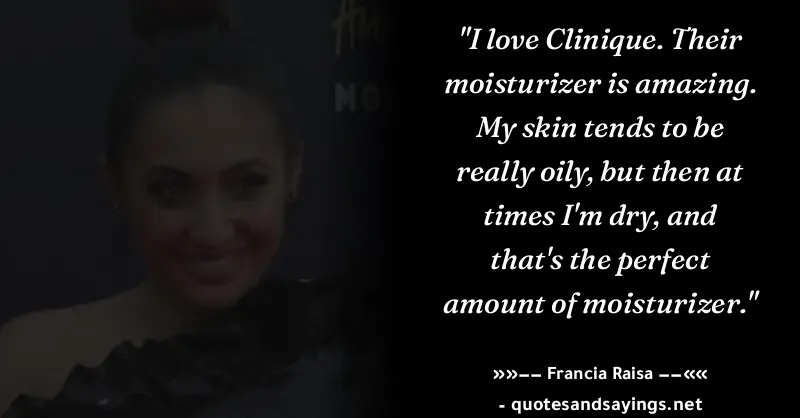 "I love Clinique. Their
moisturizer is amazing.
My skin tends to be
really oily, but then at
times I'm dry, and
that's the perfect
amount of moisturizer."
»»−− Francia Raisa −−««
- quotesandsayings.net
MO